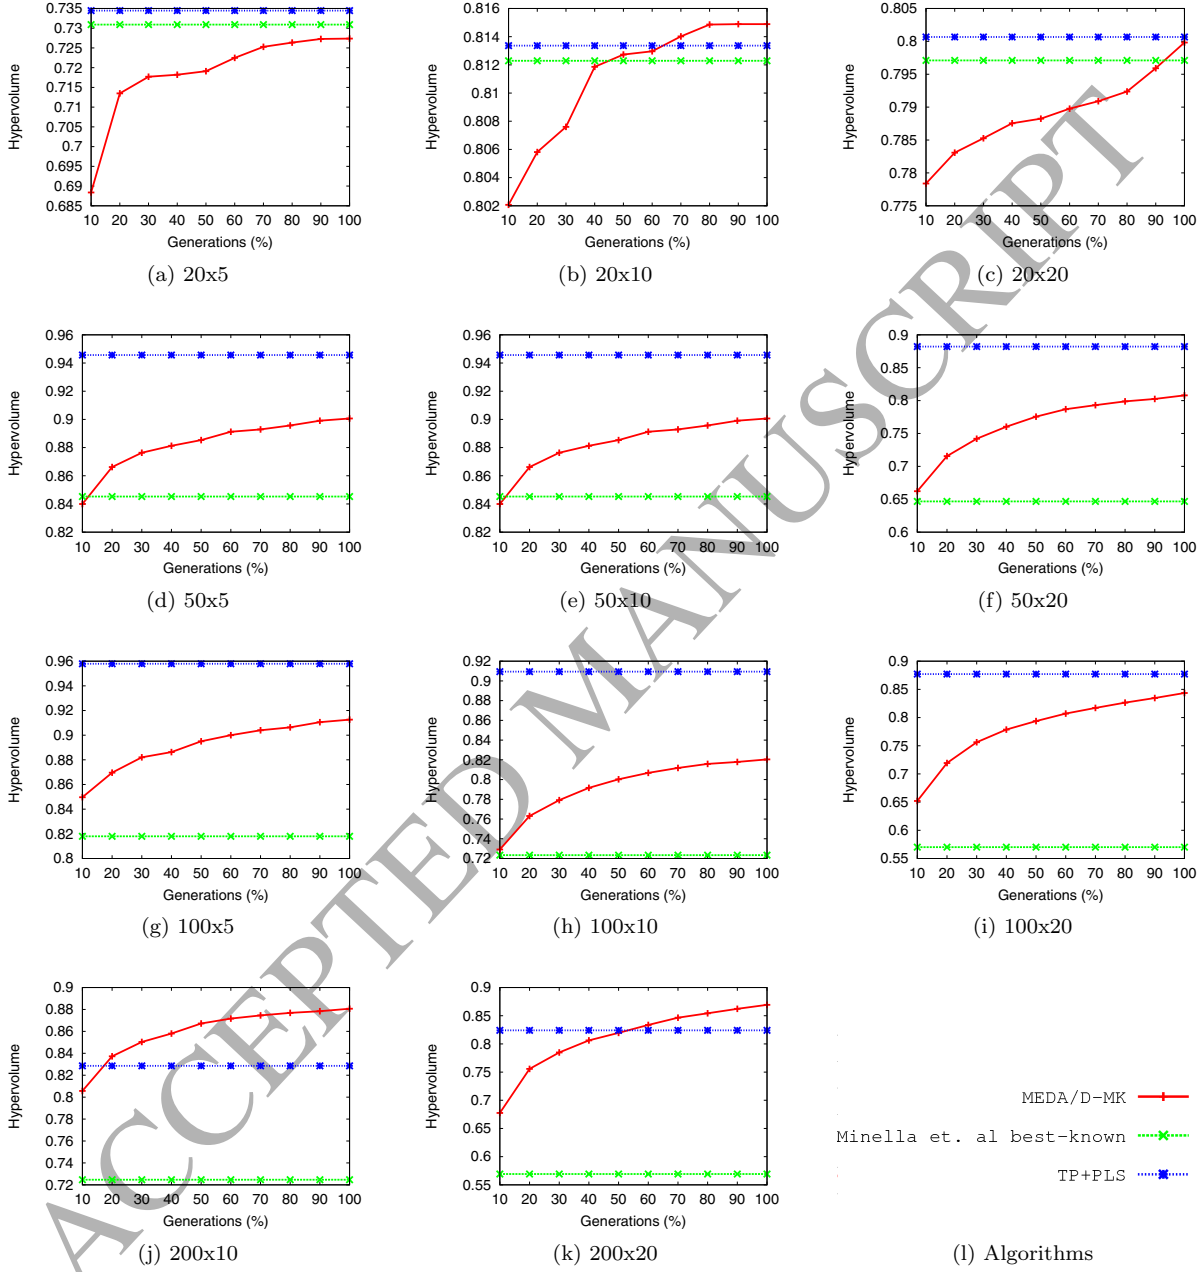 0.735
0.73
0.725
0.72
0.715
0.71
0.705
0.7
0.695
0.69
0.685
Hypervolume
10 20 30 40 50 60 70 80 90 100
Generations (%)
(a) 20x5
0.816
0.814
0.812
0.81
0.808
0.806
0.804
0.802
Hypervolume
10 20 30 40 50 60 70 80 90 100
Generations (%)
(b) 20x10
0.805
0.8
0.795
0.79
0.785
0.78
0.775
Hypervolume
10 20 30 40 50 60 70 80 90 100
Generations (%)
(c) 20x20
0.96
0.94
0.92
0.9
0.88
0.86
0.84
0.82
Hypervolume
10 20 30 40 50 60 70 80 90 100
Generations (%)
(d) 50x5
0.96
0.94
0.92
0.9
0.88
0.86
0.84
0.82
Hypervolume
10 20 30 40 50 60 70 80 90 100
Generations (%)
(e) 50x10
0.9
0.85
0.8
0.75
0.7
0.65
0.6
Hypervolume
10 20 30 40 50 60 70 80 90 100
Generations (%)
(f) 50x20
0.96
0.94
0.92
0.9
0.88
0.86
0.84
0.82
0.8
Hypervolume
10 20 30 40 50 60 70 80 90 100
Generations (%)
(g) 100x5
0.92
0.9
0.88
0.86
0.84
0.82
0.8
0.78
0.76
0.74
0.72
Hypervolume
10 20 30 40 50 60 70 80 90 100
Generations (%)
(h) 100x10
0.9
0.85
0.8
0.75
0.7
0.65
0.6
0.55
Hypervolume
10 20 30 40 50 60 70 80 90 100
Generations (%)
(i) 100x20
0.9
0.88
0.86
0.84
0.82
0.8
0.78
0.76
0.74
0.72
Hypervolume
10 20 30 40 50 60 70 80 90 100
Generations (%)
(j) 200x10
0.9
0.85
0.8
0.75
0.7
0.65
0.6
0.55
Hypervolume
10 20 30 40 50 60 70 80 90 100
Generations (%)
(k) 200x20
MEDA/D-MK
Minella et. al best-known
TP+PLS
(l) Algorithms
ACCEPTED MANUSCRIPT